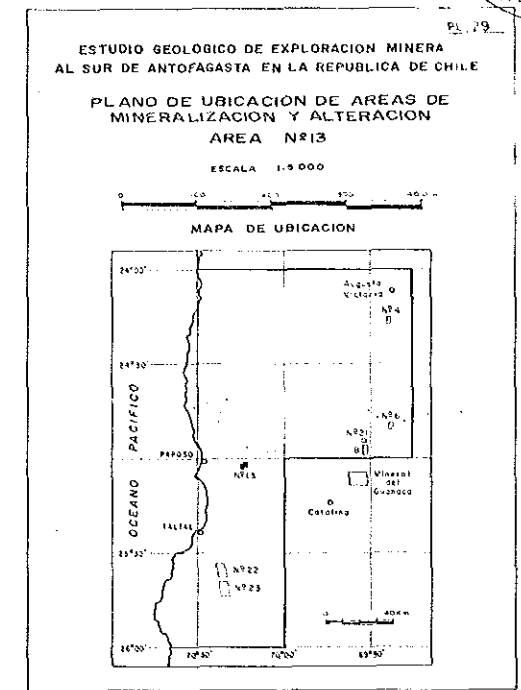 PL. 29
ESTUDIO GEOLOGICO DE EXPLORACION MINERA
AL SUR DE ANTOFAGASTA EN LA REPUBLICA DE CHILE
PLANO DE UBICACION DE AREAS DE
MINERALIZACION Y ALTERACION
AREA Nº13
ESCALA 1:5 000
0
MAPA DE UBICACION
24°00'
Augusta
Victoria
Nº4
24°30'
OCEANO PACIFICO
Nº6
Nº21
B
PAPOSO
Nº13
Mineral
del
Guanaco
Catalina
TALTAL
25°30'
Nº22
Nº23
0 40Km
26°00'
70°30' 70°00' 69°30'